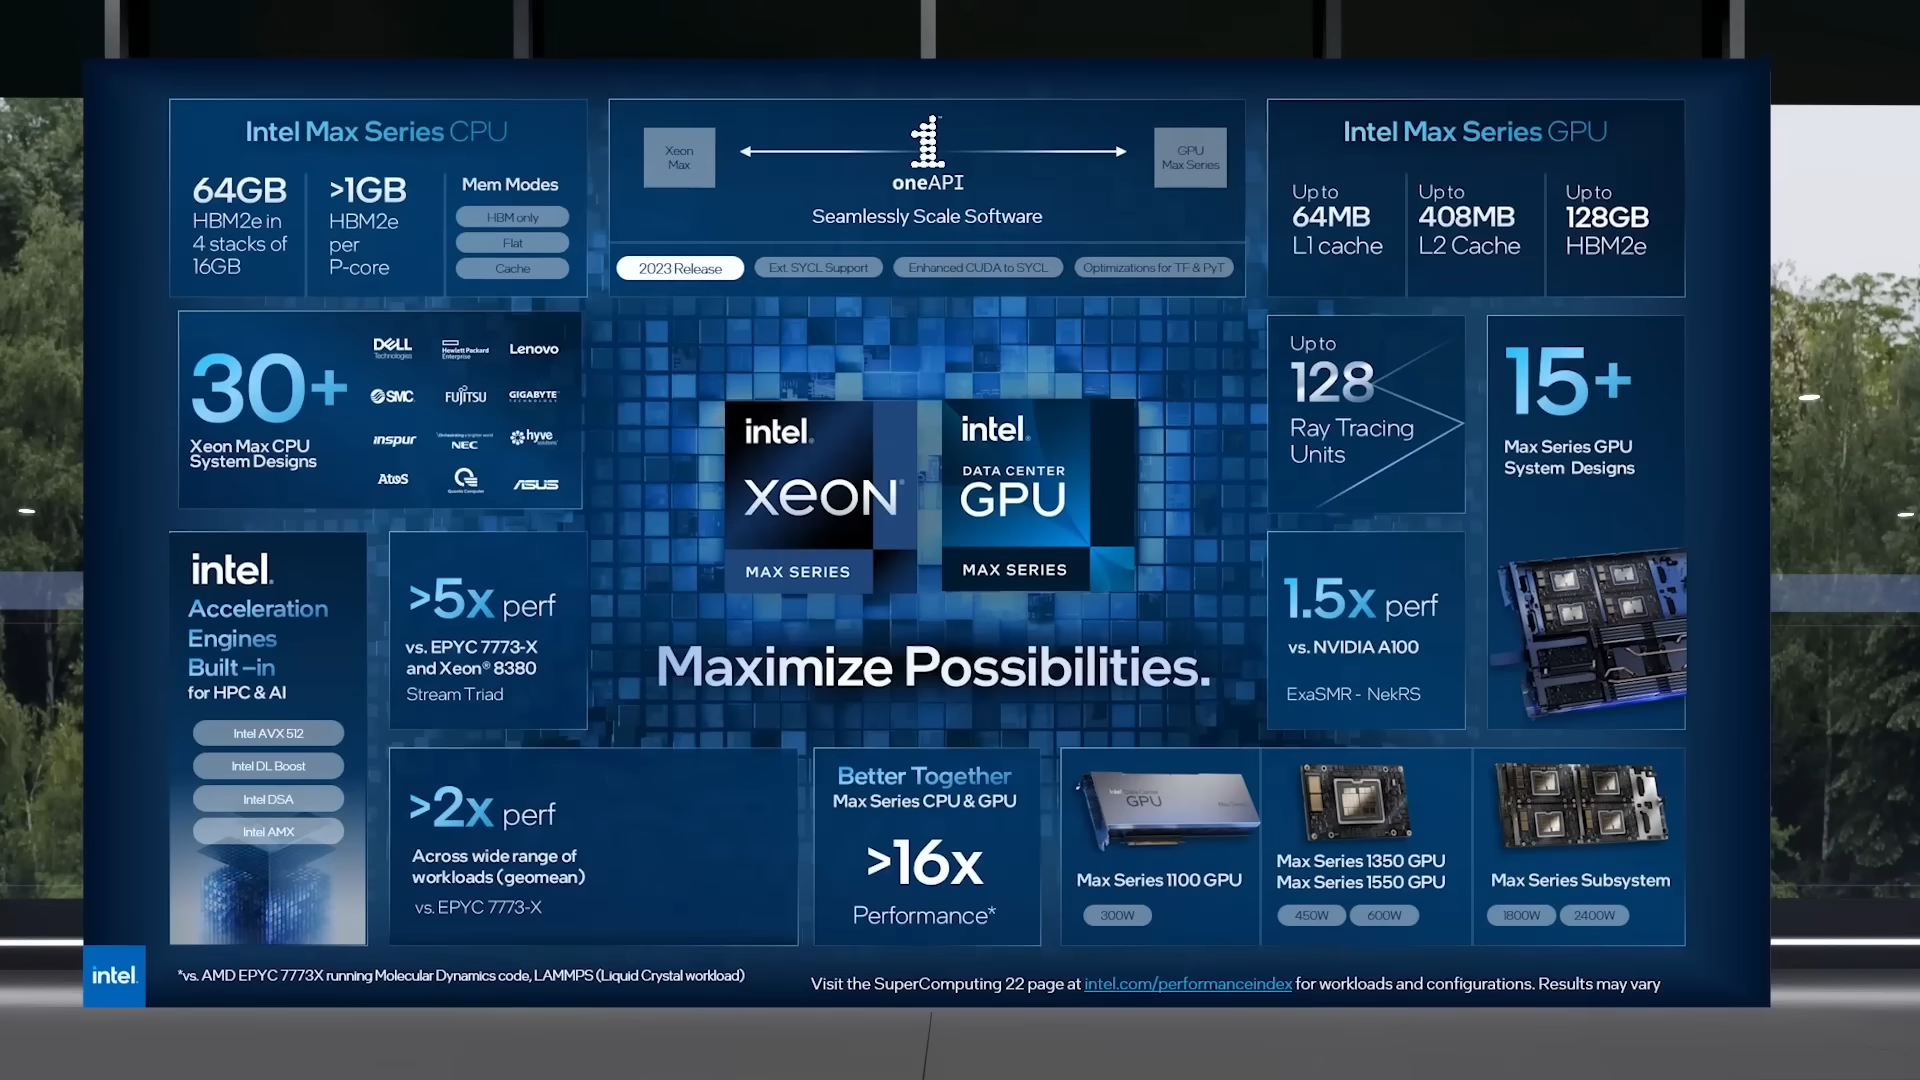 Intel Max Series CPU
64GB
HBM2e in
4 stacks of
16GB
>1GB
HBM2e
per
P-core
Mem Modes
HBM only
Flat
Cache
Xeon
Max
oneAPI
GPU
Max Series
Seamlessly Scale Software
2023 Release
Ext. SYCL Support
Enhanced CUDA to SYCL
Optimizations for TF & PyT
Intel Max Series GPU
Up to
64MB
L1 cache
Up to
408MB
L2 Cache
Up to
128GB
HBM2e
30+
Xeon Max CPU
System Designs
DELL
Technologies
Hewlett Packard
Enterprise
Lenovo
SMC
FUJITSU
GIGABYTE
TECHNOLOGY
inspur
NEC
hyve
solutions
Atos
Quanta Computer
ASUS
intel.
XEON
MAX SERIES
intel.
DATA CENTER
GPU
MAX SERIES
Maximize Possibilities.
Up to
128
Ray Tracing
Units
15+
Max Series GPU
System Designs
intel.
Acceleration
Engines
Built –in
for HPC & AI
Intel AVX 512
Intel DL Boost
Intel DSA
Intel AMX
>5x perf
vs. EPYC 7773-X
and Xeon® 8380
Stream Triad
1.5x perf
vs. NVIDIA A100
ExaSMR - NekRS
>2x perf
Across wide range of
workloads (geomean)
vs. EPYC 7773-X
Better Together
Max Series CPU & GPU
>16x
Performance*
GPU
Max Series 1100 GPU
300W
Max Series 1350 GPU
Max Series 1550 GPU
450W
600W
Max Series Subsystem
1800W
2400W
intel.
*vs. AMD EPYC 7773X running Molecular Dynamics code, LAMMPS (Liquid Crystal workload)
Visit the SuperComputing 22 page at intel.com/performanceindex for workloads and configurations. Results may vary